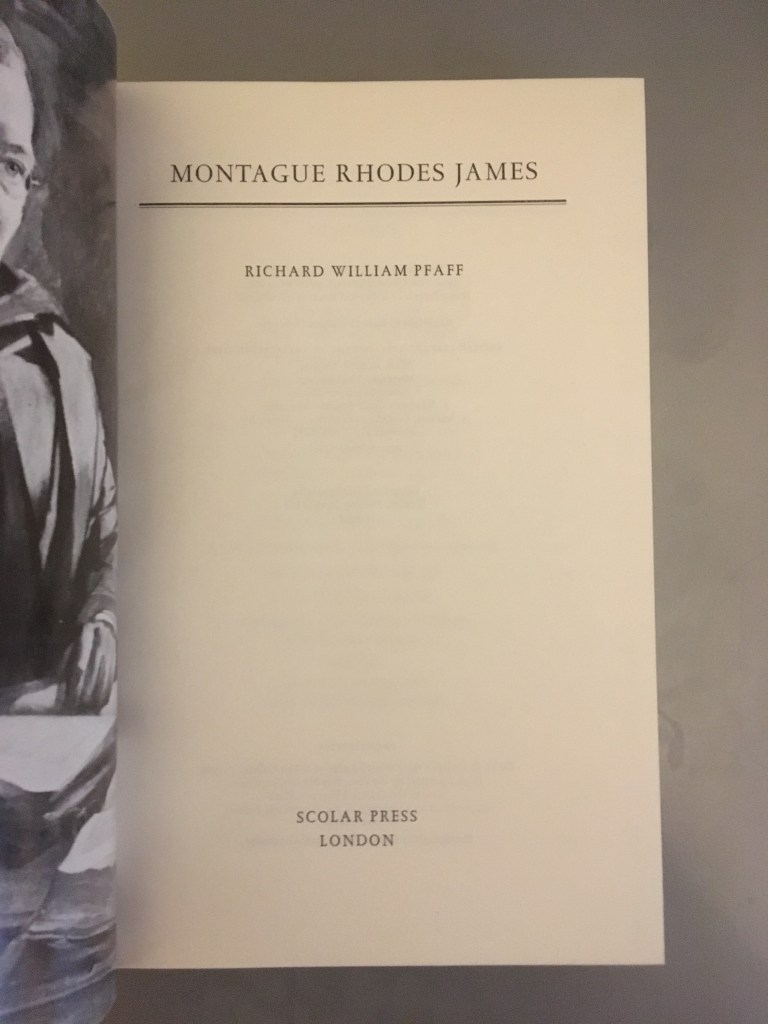 MONTAGUE RHODES JAMES
RICHARD WILLIAM PFAFF
SCOLAR PRESS
LONDON